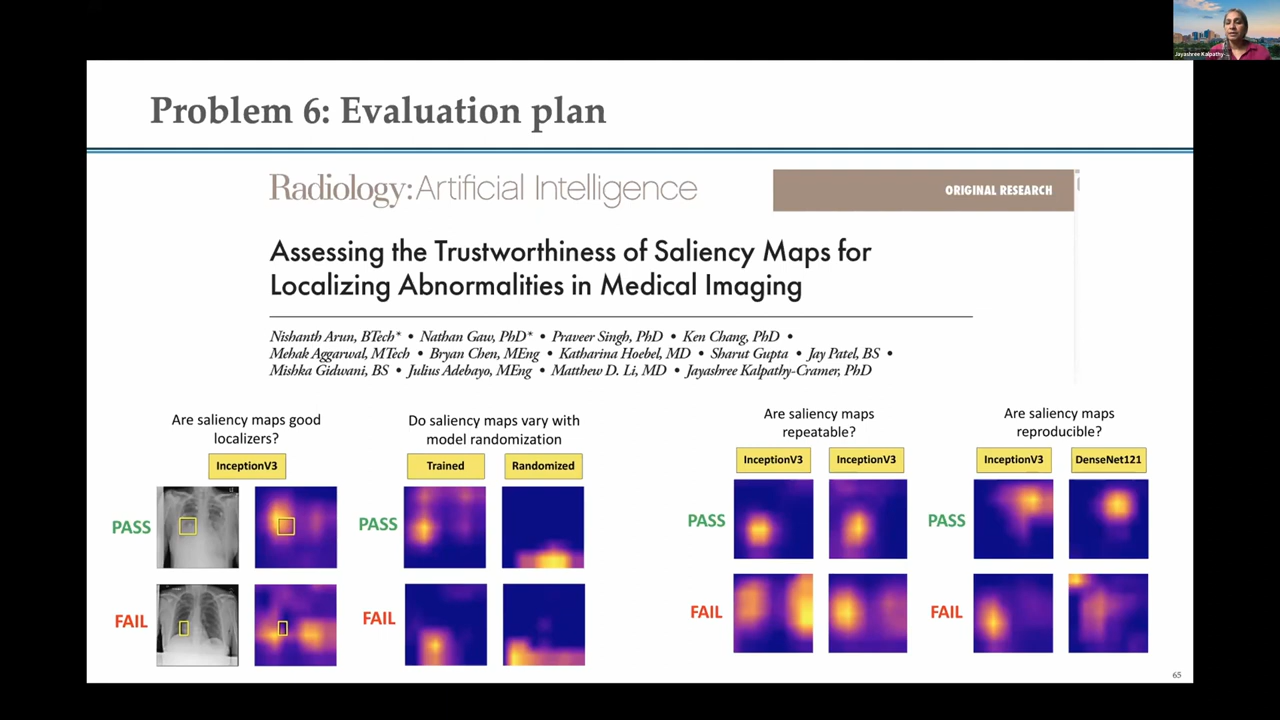 Jayashree Kalpathy-...
Problem 6: Evaluation plan
Radiology: Artificial Intelligence
ORIGINAL RESEARCH
Assessing the Trustworthiness of Saliency Maps for
Localizing Abnormalities in Medical Imaging
Nishanth Arun, BTech* • Nathan Gaw, PhD* • Praveer Singh, PhD • Ken Chang, PhD •
Mehak Aggarwal, MTech • Bryan Chen, MEng • Katharina Hoebel, MD • Sharut Gupta • Jay Patel, BS •
Mishka Gidwani, BS • Julius Adebayo, MEng • Matthew D. Li, MD • Jayashree Kalpathy-Cramer, PhD
Are saliency maps good
localizers?
InceptionV3
PASS
FAIL
Do saliency maps vary with
model randomization
Trained Randomized
PASS
FAIL
Are saliency maps
repeatable?
InceptionV3 InceptionV3
PASS
FAIL
Are saliency maps
reproducible?
InceptionV3 DenseNet121
PASS
FAIL
65